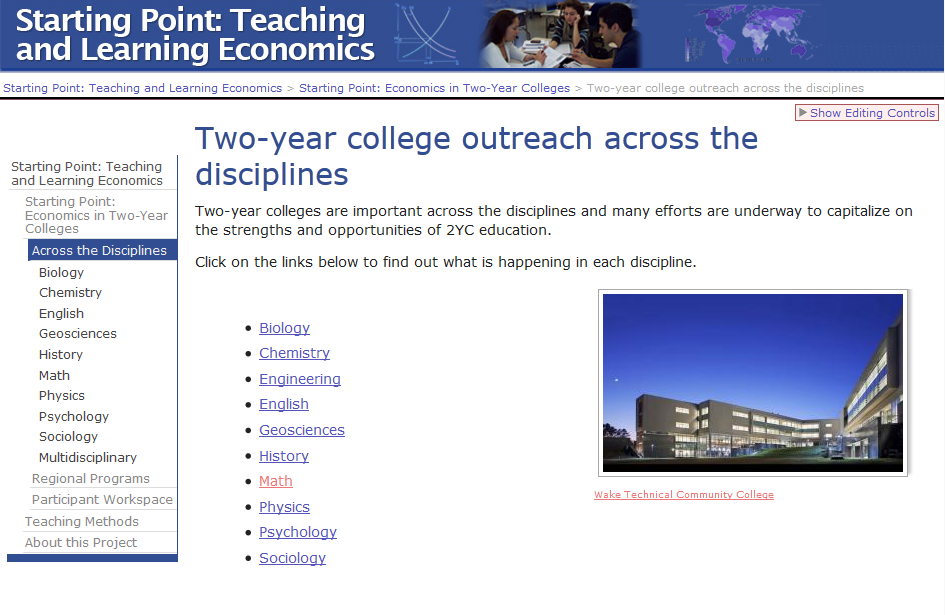 Starting Point: Teaching
and Learning Economics
Starting Point: Teaching and Learning Economics > Starting Point: Economics in Two-Year Colleges > Two-year college outreach across the disciplines
Show Editing Controls
Starting Point: Teaching
and Learning Economics
Starting Point:
Economics in Two-Year
Colleges
Across the Disciplines
Biology
Chemistry
English
Geosciences
History
Math
Physics
Psychology
Sociology
Multidisciplinary
Regional Programs
Participant Workspace
Teaching Methods
About this Project
Two-year college outreach across the
disciplines
Two-year colleges are important across the disciplines and many efforts are underway to capitalize on
the strengths and opportunities of 2YC education.
Click on the links below to find out what is happening in each discipline.
• Biology
• Chemistry
• Engineering
• English
• Geosciences
• History
• Math
• Physics
• Psychology
• Sociology
Wake Technical Community College